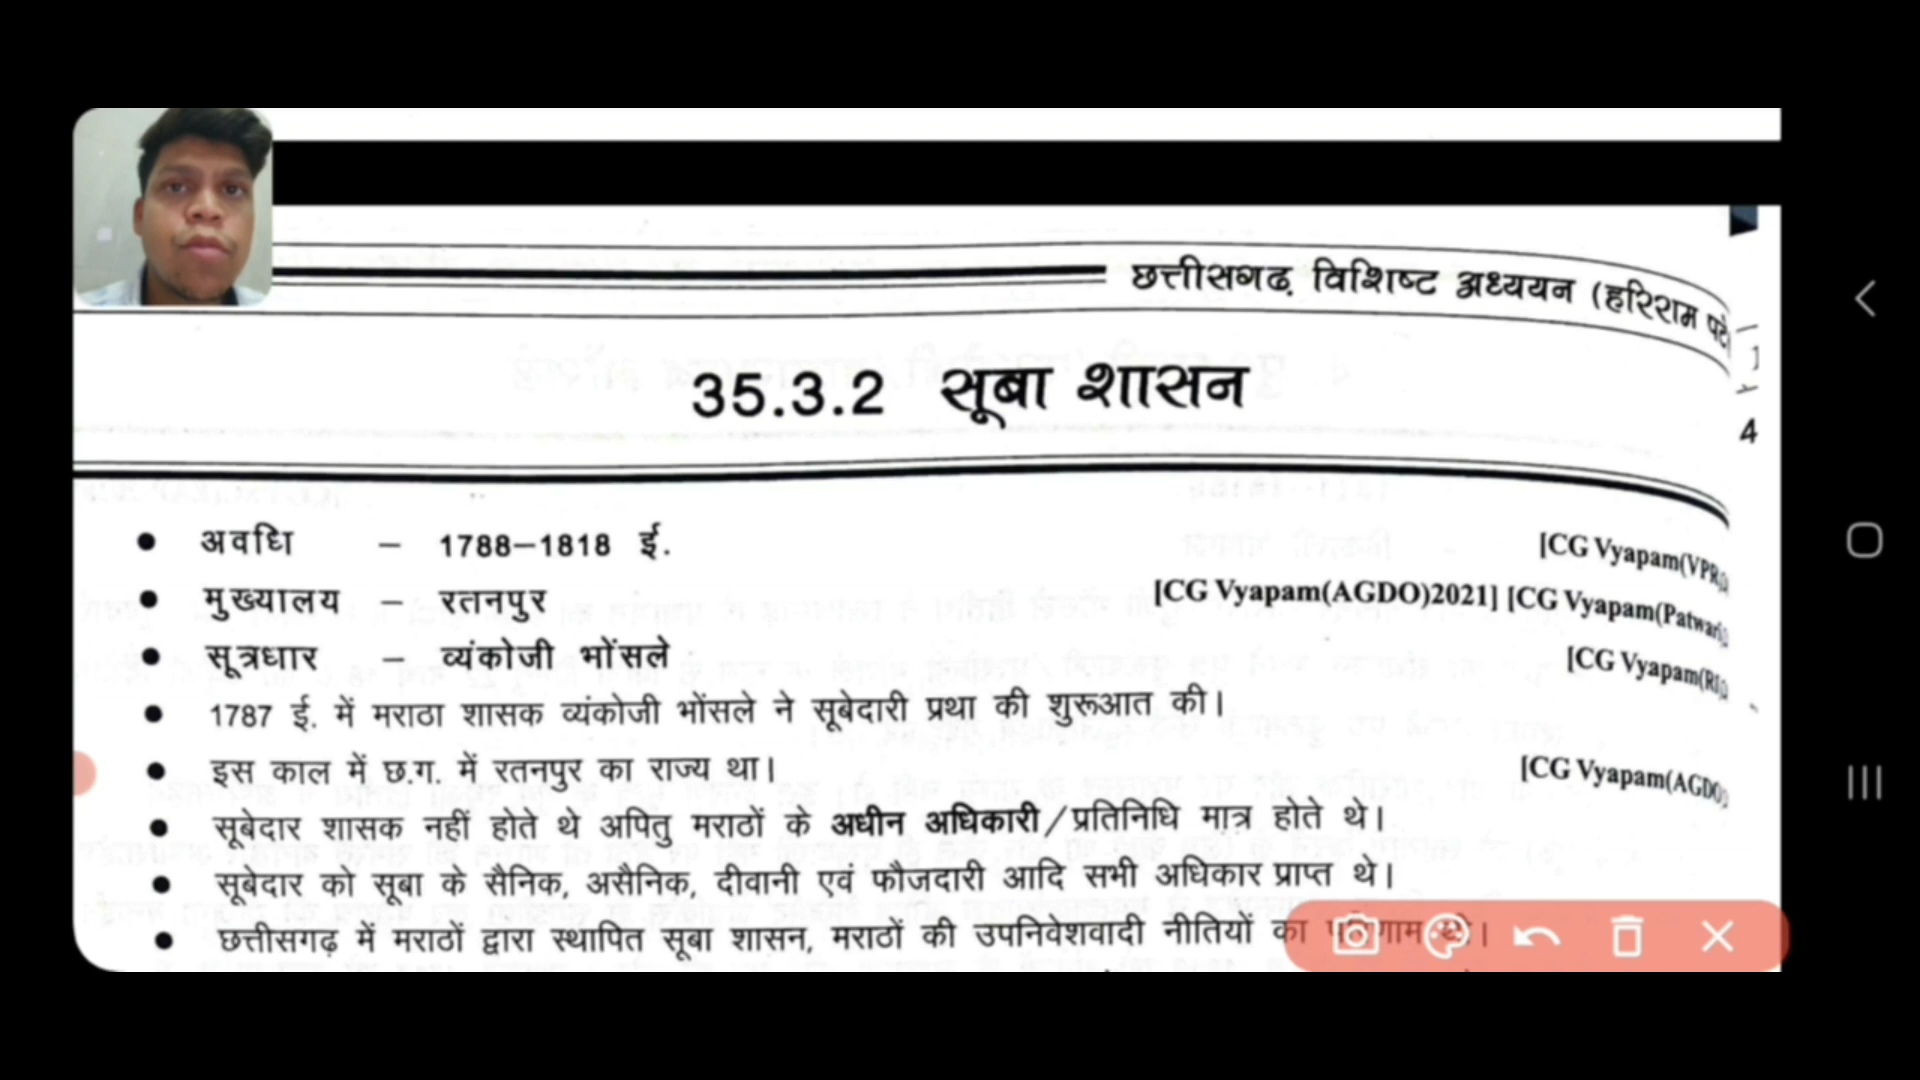 छत्तीसगढ़ विशिष्ट अध्ययन (हरिराम पटे
35.3.2 सूबा शासन
4
• अवधि – 1788–1818 ई. [CG Vyapam(VPR
• मुख्यालय – रतनपुर [CG Vyapam(AGDO)2021] [CG Vyapam(Patwari
• सूत्रधार – व्यंकोजी भोंसले [CG Vyapam(RI
• 1787 ई. में मराठा शासक व्यंकोजी भोंसले ने सूबेदारी प्रथा की शुरूआत की।
• इस काल में छ.ग. में रतनपुर का राज्य था। [CG Vyapam(AGDO)
• सूबेदार शासक नहीं होते थे अपितु मराठों के अधीन अधिकारी/प्रतिनिधि मात्र होते थे।
• सूबेदार को सूबा के सैनिक, असैनिक, दीवानी एवं फौजदारी आदि सभी अधिकार प्राप्त थे।
• छत्तीसगढ़ में मराठों द्वारा स्थापित सूबा शासन, मराठों की उपनिवेशवादी नीतियों का परिणाम थी।